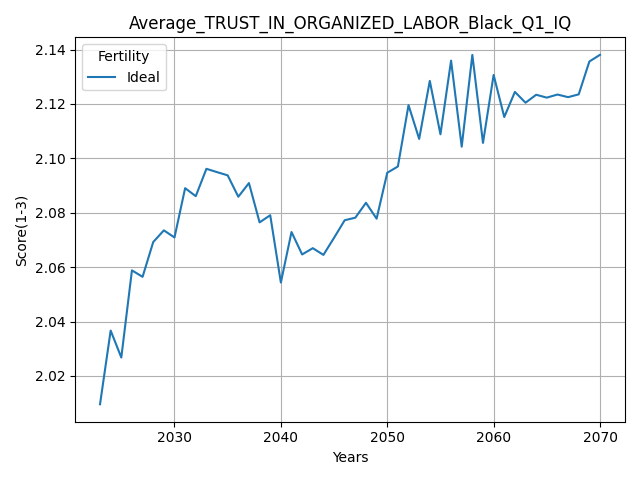 Average_TRUST_IN_ORGANIZED_LABOR_Black_Q1_IQ
Fertility
Ideal
Score(1-3)
2.14
2.12
2.10
2.08
2.06
2.04
2.02
2030 2040 2050 2060 2070
Years